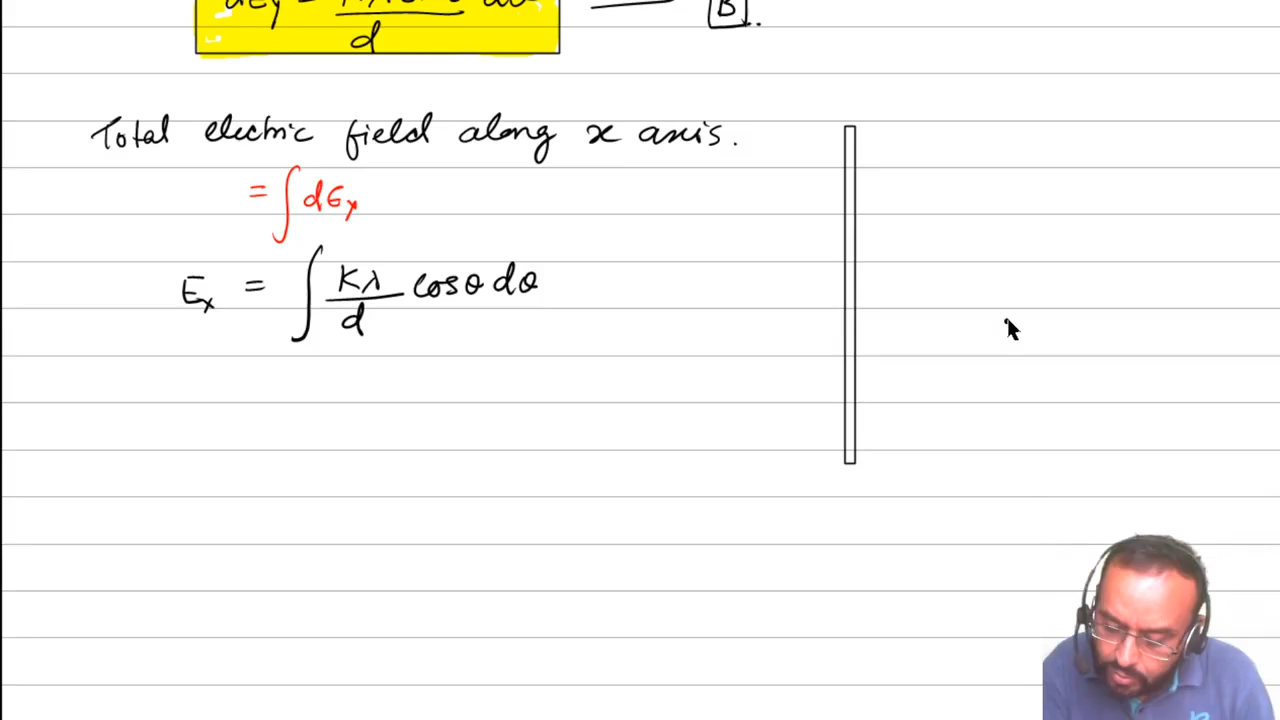 d
B
Total electric field along x axis.
= ∫ dEx
Ex = ∫ Kλ/d cosθ dθ